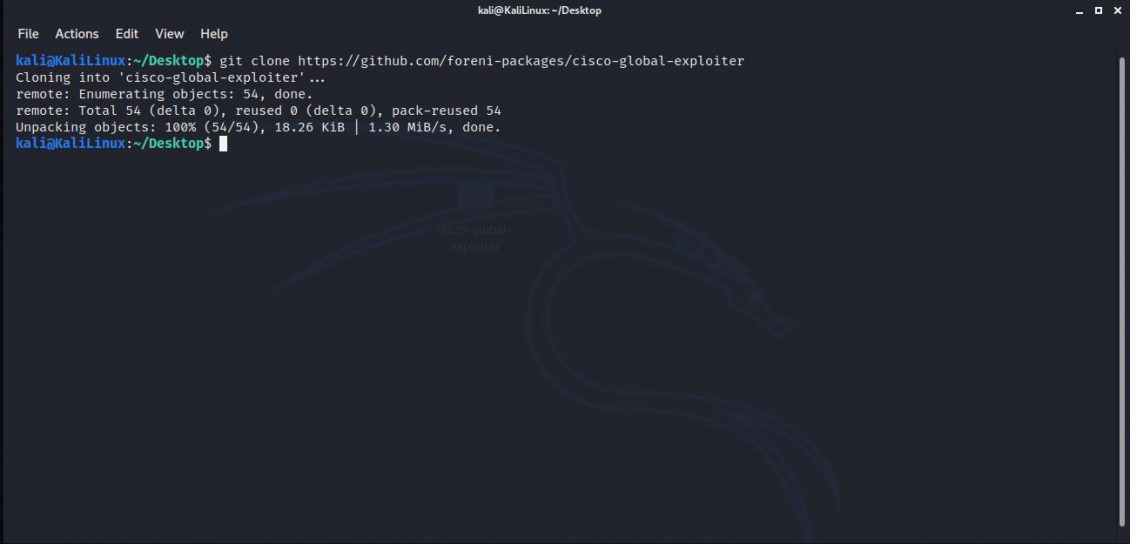 kali@KaliLinux: ~/Desktop
File Actions Edit View Help
kali@KaliLinux:~/Desktop$ git clone https://github.com/foreni-packages/cisco-global-exploiter
Cloning into 'cisco-global-exploiter'...
remote: Enumerating objects: 54, done.
remote: Total 54 (delta 0), reused 0 (delta 0), pack-reused 54
Unpacking objects: 100% (54/54), 18.26 KiB | 1.30 MiB/s, done.
kali@KaliLinux:~/Desktop$
cisco-global-
exploiter